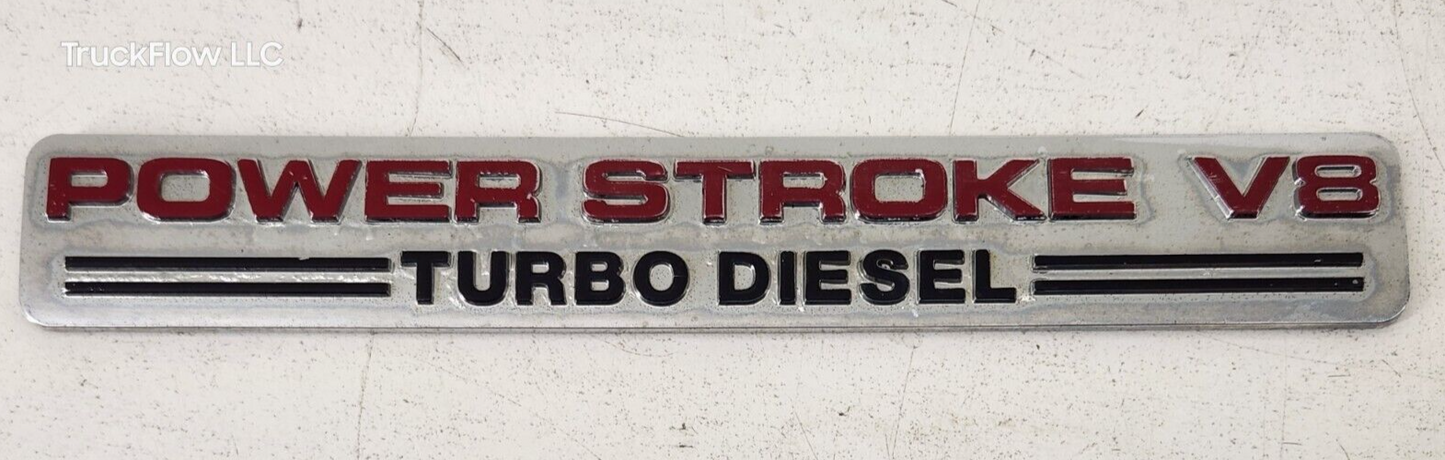 TruckFlow LLC
POWER STROKE V8
TURBO DIESEL